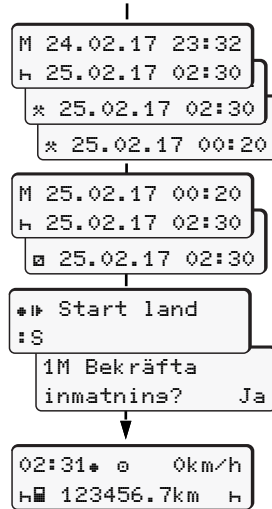 M 24.02.17 23:32
h 25.02.17 02:30
25.02.17 02:30
25.02.17 00:20
M 25.02.17 00:20
h 25.02.17 02:30
25.02.17 02:30
Start land
:S
1M Bekräfta
inmatning? Ja
02:31 0km/h
123456.7km